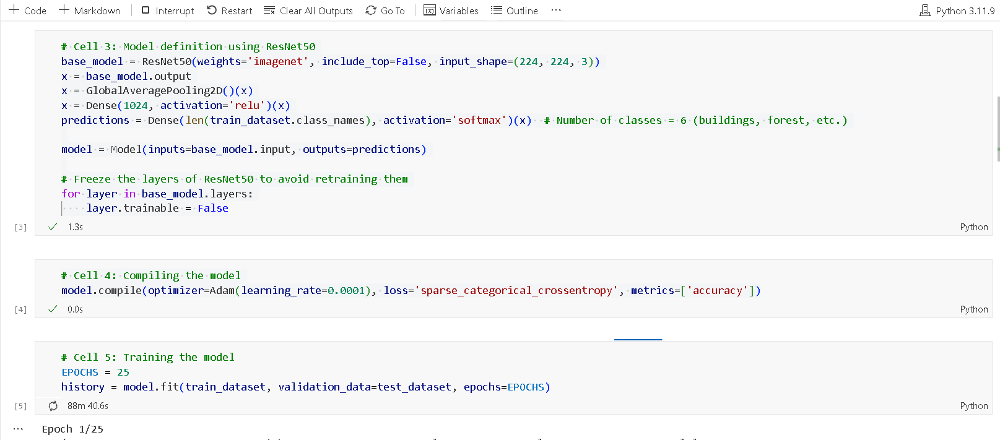 Code Markdown Interrupt Restart Clear All Outputs Go To Variables Outline ... Python 3.11.9
# Cell 3: Model definition using ResNet50
base_model = ResNet50(weights='imagenet', include_top=False, input_shape=(224, 224, 3))
x = base_model.output
x = GlobalAveragePooling2D()(x)
x = Dense(1024, activation='relu')(x)
predictions = Dense(len(train_dataset.class_names), activation='softmax')(x)  # Number of classes = 6 (buildings, forest, etc.)
model = Model(inputs=base_model.input, outputs=predictions)
# Freeze the layers of ResNet50 to avoid retraining them
for layer in base_model.layers:
    layer.trainable = False
[3] 1.3s Python
# Cell 4: Compiling the model
model.compile(optimizer=Adam(learning_rate=0.0001), loss='sparse_categorical_crossentropy', metrics=['accuracy'])
[4] 0.0s Python
# Cell 5: Training the model
EPOCHS = 25
history = model.fit(train_dataset, validation_data=test_dataset, epochs=EPOCHS)
[5] 88m 40.6s Python
... Epoch 1/25